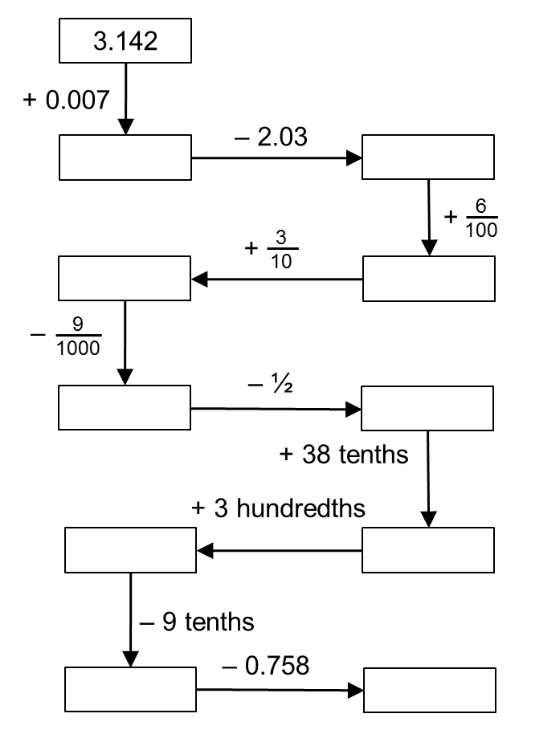 3.142
+ 0.007
– 2.03
+ 6/100
+ 3/10
– 9/1000
– ½
+ 38 tenths
+ 3 hundredths
– 9 tenths
– 0.758